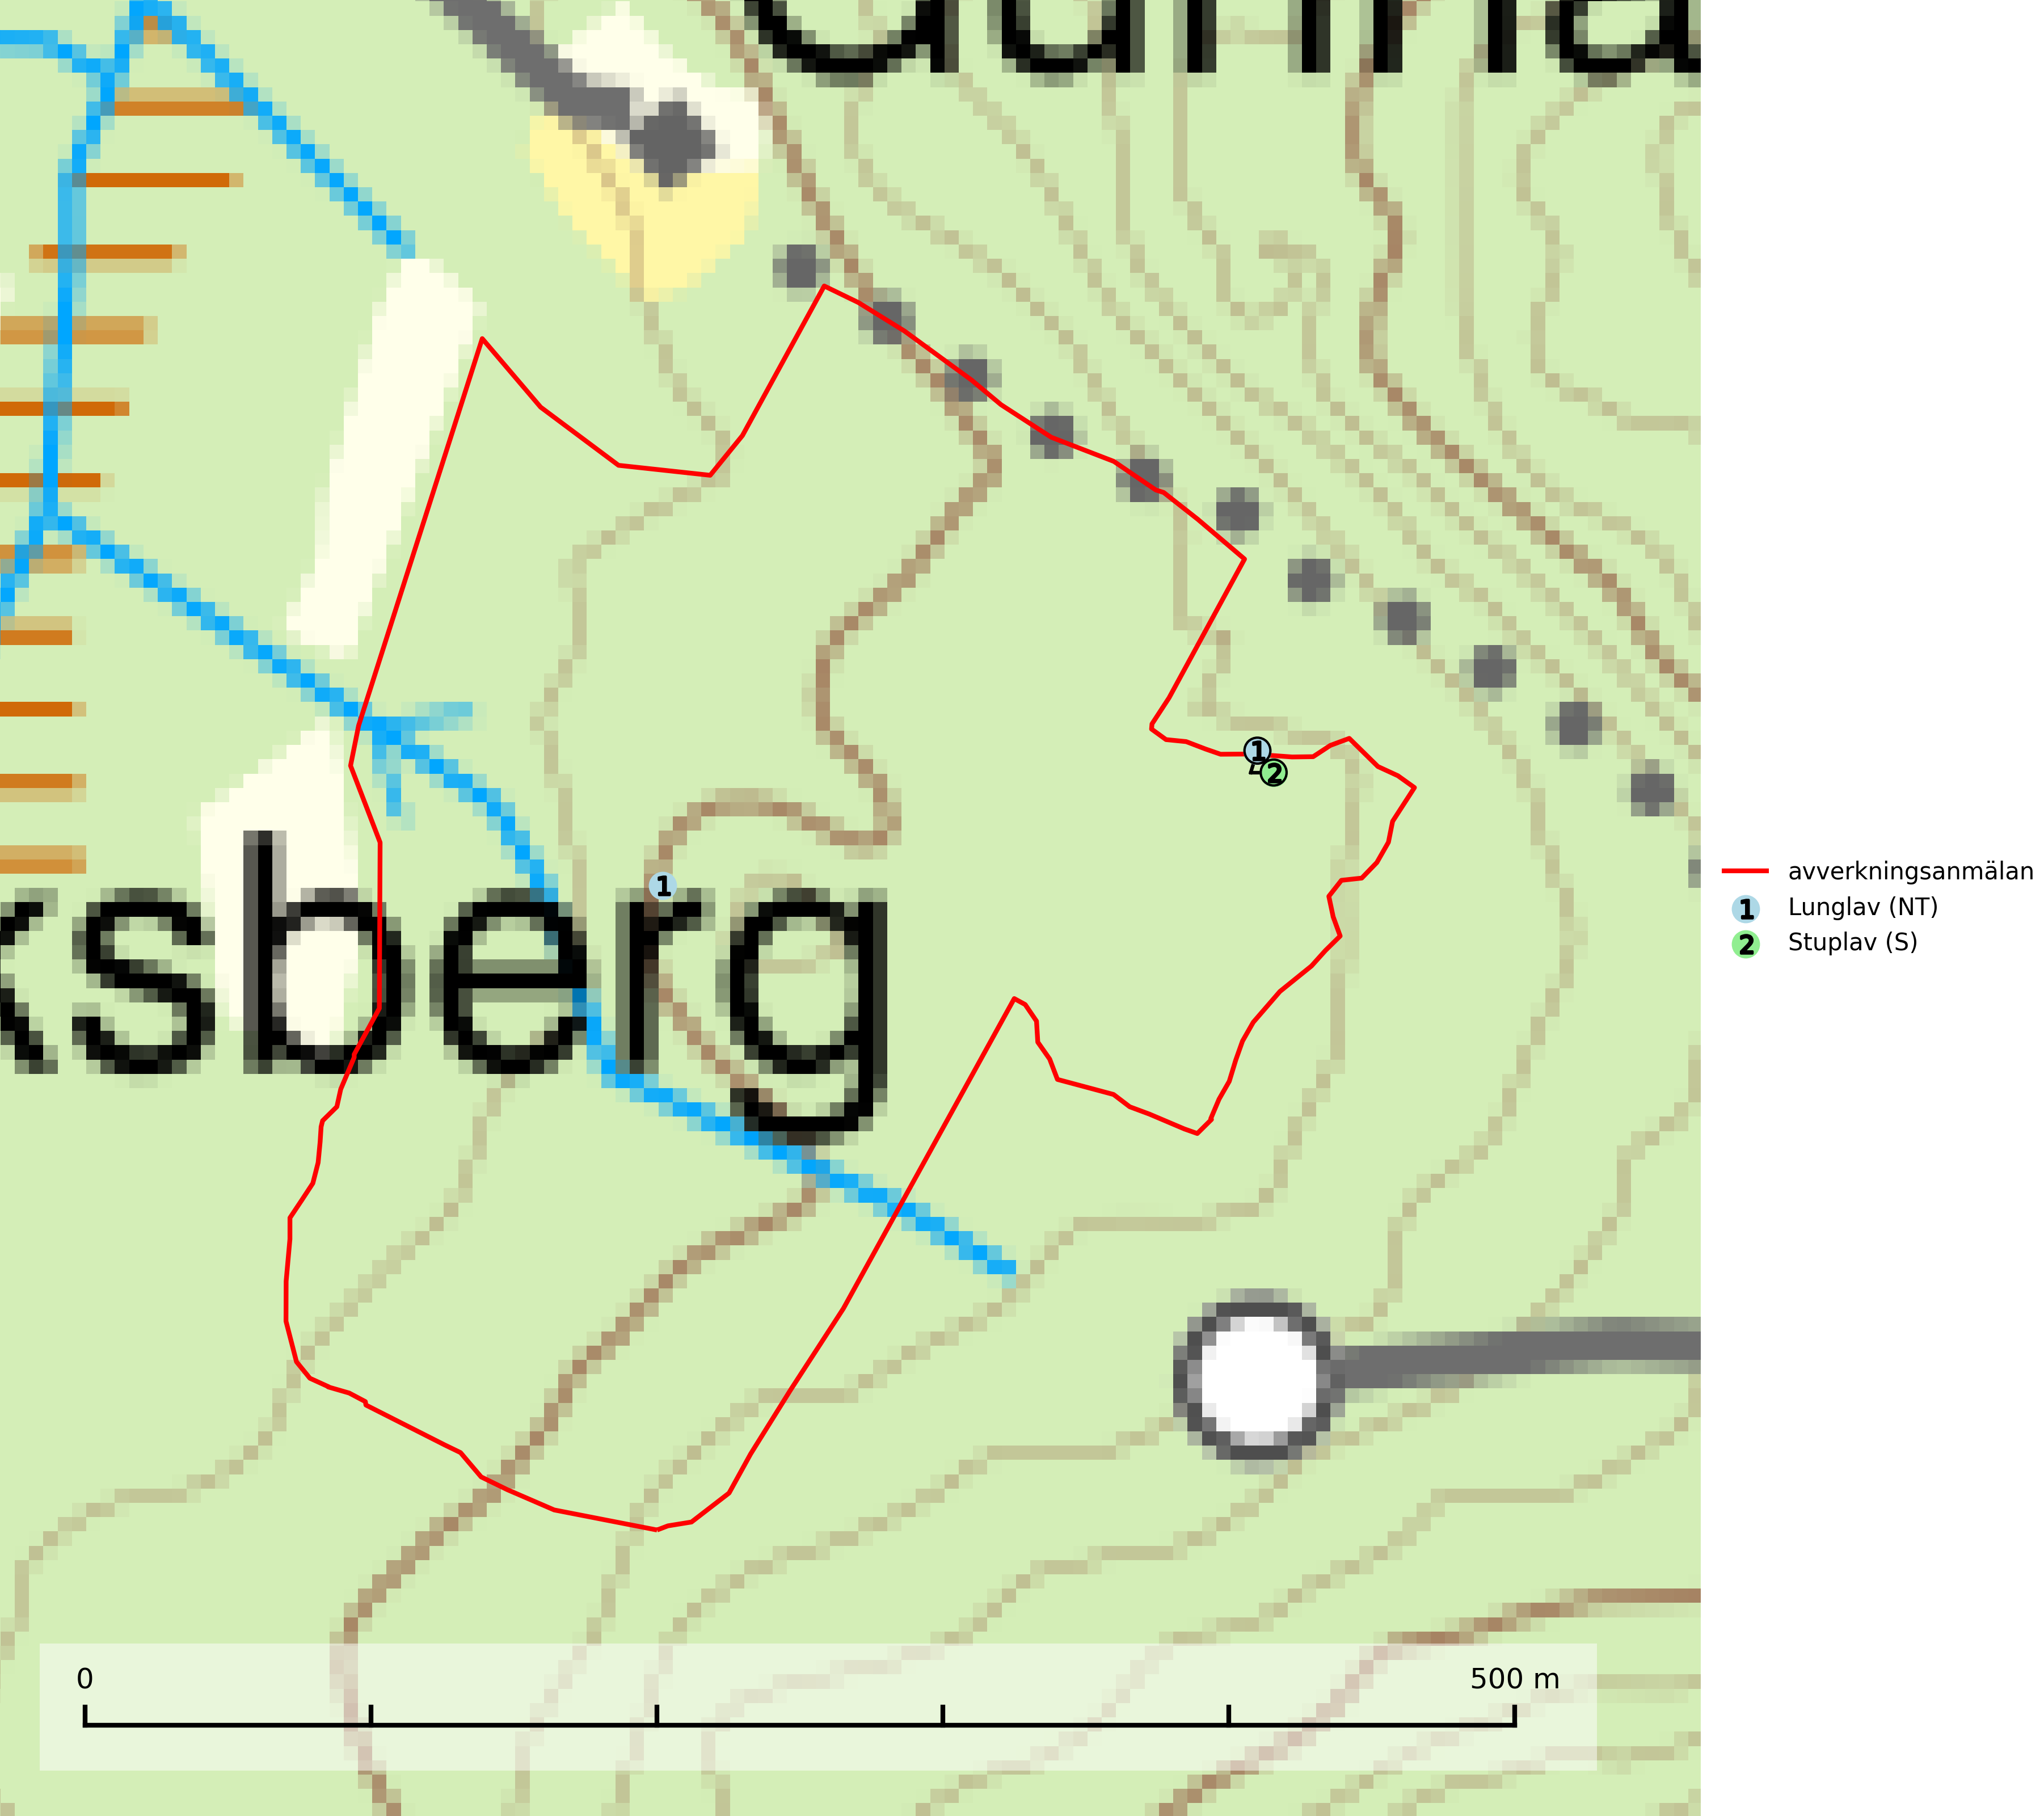 ksberg
1
2
1
avverkningsanmälan
1 Lunglav (NT)
2 Stuplav (S)
0 500 m